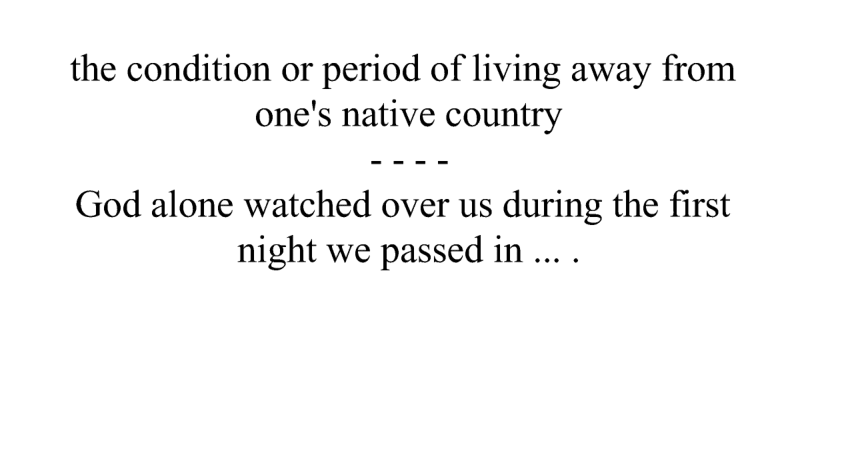 the condition or period of living away from
one's native country
- - - -
God alone watched over us during the first
night we passed in ... .